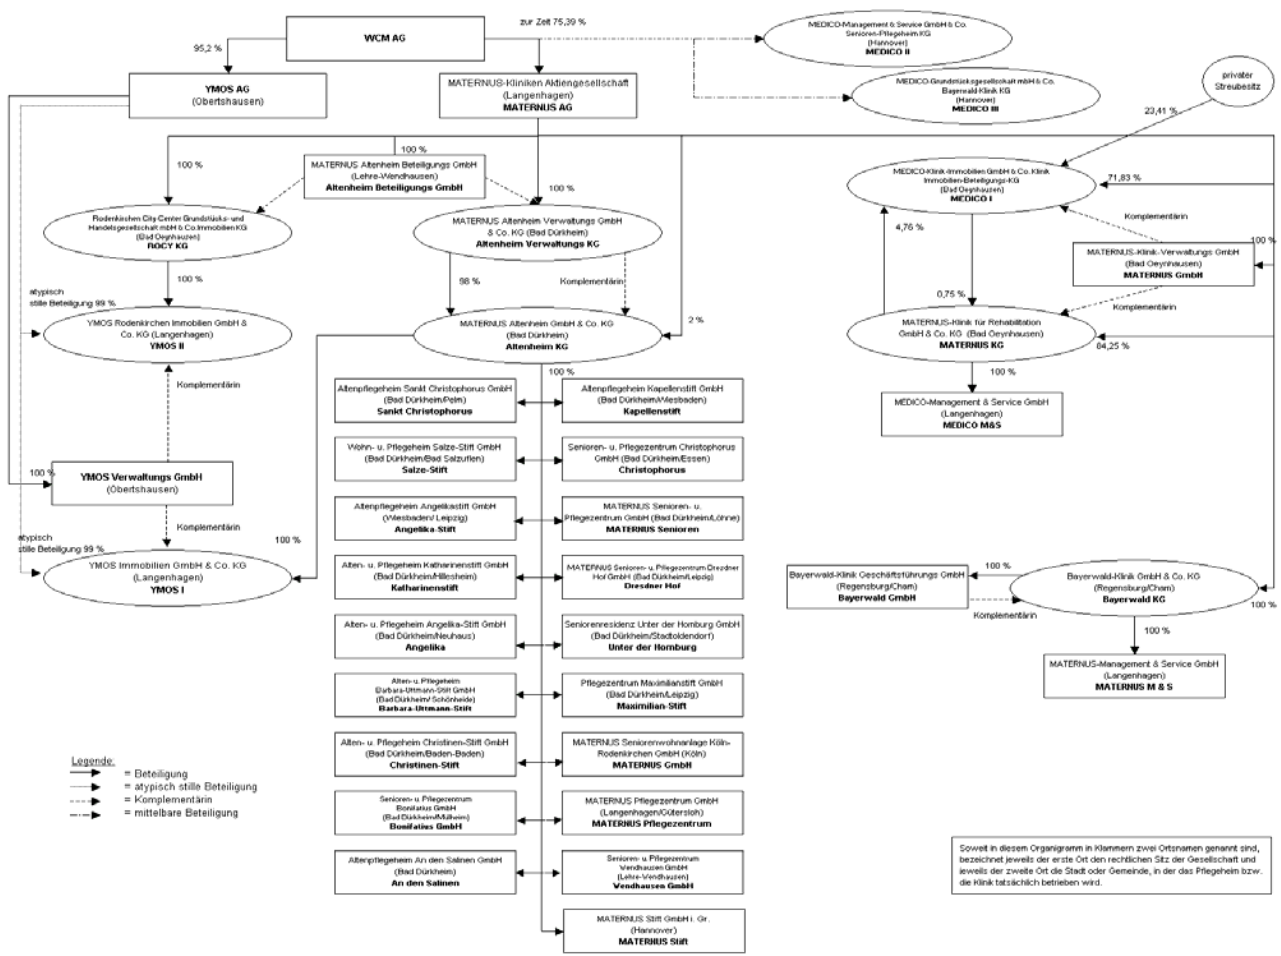 zur Zeit 75,39 %
WCM AG
95,2 %
MEDICO-Management & Service GmbH & Co.
Senioren-Pflegeheim KG
(Hannover)
MEDICO II
YMOS AG
(Obertshausen)
MATERNUS-Kliniken Aktiengesellschaft
(Langenhagen)
MATERNUS AG
MEDICO-Grundstücksgesellschaft mbH & Co.
Bayerwald-Klinik KG
(Hannover)
MEDICO III
privater
Streubesitz
23,41 %
100 %
100 %
MATERNUS Altenheim Beteiligungs GmbH
(Lehre-Wendhausen)
Altenheim Beteiligungs GmbH
100 %
MEDICO-Klinik-Immobilien GmbH & Co. Klinik
Immobilien-Beteiligungs-KG
(Bad Oeynhausen)
MEDICO I
71,83 %
Rodenkirchen City-Center Grundstücks- und
Handelsgesellschaft mbH & Co.Immobilien KG
(Bad Oeynhausen)
ROCY KG
MATERNUS Altenheim Verwaltungs GmbH
& Co. KG (Bad Dürkheim)
Altenheim Verwaltungs KG
Komplementärin
4,76 %
100 %
MATERNUS-Klinik-Verwaltungs GmbH
(Bad Oeynhausen)
MATERNUS GmbH
100 %
98 %
Komplementärin
atypisch
stille Beteiligung 99 %
0,75 %
Komplementärin
YMOS Rodenkirchen Immobilien GmbH &
Co. KG (Langenhagen)
YMOS II
MATERNUS Altenheim GmbH & Co. KG
(Bad Dürkheim)
Altenheim KG
2 %
MATERNUS-Klinik für Rehabilitation
GmbH & Co. KG (Bad Oeynhausen)
MATERNUS KG
84,25 %
100 %
100 %
Komplementärin
Altenpflegeheim Sankt Christophorus GmbH
(Bad Dürkheim/Pelm)
Sankt Christophorus
Altenpflegeheim Kapellenstift GmbH
(Bad Dürkheim/Wiesbaden)
Kapellenstift
MEDICO-Management & Service GmbH
(Langenhagen)
MEDICO M&S
Wohn- u. Pflegeheim Salze-Stift GmbH
(Bad Dürkheim/Bad Salzuflen)
Salze-Stift
Senioren- u. Pflegezentrum Christophorus
GmbH (Bad Dürkheim/Essen)
Christophorus
100 %
YMOS Verwaltungs GmbH
(Obertshausen)
Altenpflegeheim Angelikastift GmbH
(Wiesbaden/ Leipzig)
Angelika-Stift
MATERNUS Senioren- u.
Pflegezentrum GmbH (Bad Dürkheim/Löhne)
MATERNUS Senioren
Komplementärin
atypisch
stille Beteiligung 99 %
100 %
YMOS Immobilien GmbH & Co. KG
(Langenhagen)
YMOS I
Alten- u. Pflegeheim Katharinenstift GmbH
(Bad Dürkheim/Hillesheim)
Katharinenstift
MATERNUS Senioren- u. Pflegezentrum Dresdner
Hof GmbH (Bad Dürkheim/Leipzig)
Dresdner Hof
Bayerwald-Klinik Geschäftsführungs GmbH
(Regensburg/Cham)
Bayerwald GmbH
100 %
Komplementärin
Bayerwald-Klinik GmbH & Co. KG
(Regensburg/Cham)
Bayerwald KG
100 %
100 %
Alten- u. Pflegeheim Angelika-Stift GmbH
(Bad Dürkheim/Neuhaus)
Angelika
Seniorenresidenz Unter der Homburg GmbH
(Bad Dürkheim/Stadtoldendorf)
Unter der Homburg
MATERNUS-Management & Service GmbH
(Langenhagen)
MATERNUS M & S
Alten- u. Pflegeheim
Barbara-Uttmann-Stift GmbH
(Bad Dürkheim/ Schönheide)
Barbara-Uttmann-Stift
Pflegezentrum Maximilianstift GmbH
(Bad Dürkheim/Leipzig)
Maximilian-Stift
Alten- u. Pflegeheim Christinen-Stift GmbH
(Bad Dürkheim/Baden-Baden)
Christinen-Stift
MATERNUS Seniorenwohnanlage Köln-
Rodenkirchen GmbH (Köln)
MATERNUS GmbH
Legende:
= Beteiligung
= atypisch stille Beteiligung
= Komplementärin
= mittelbare Beteiligung
Senioren- u. Pflegezentrum
Bonifatius GmbH
(Bad Dürkheim/Mülheim)
Bonifatius GmbH
MATERNUS Pflegezentrum GmbH
(Langenhagen/Gütersloh)
MATERNUS Pflegezentrum
Altenpflegeheim An den Salinen GmbH
(Bad Dürkheim)
An den Salinen
Senioren- u. Pflegezentrum
Wendhausen GmbH
(Lehre-Wendhausen)
Wendhausen GmbH
MATERNUS Stift GmbH i. Gr.
(Hannover)
MATERNUS Stift
Soweit in diesem Organigramm in Klammern zwei Ortsnamen genannt sind,
bezeichnet jeweils der erste Ort den rechtlichen Sitz der Gesellschaft und
jeweils der zweite Ort die Stadt oder Gemeinde, in der das Pflegeheim bzw.
die Klinik tatsächlich betrieben wird.